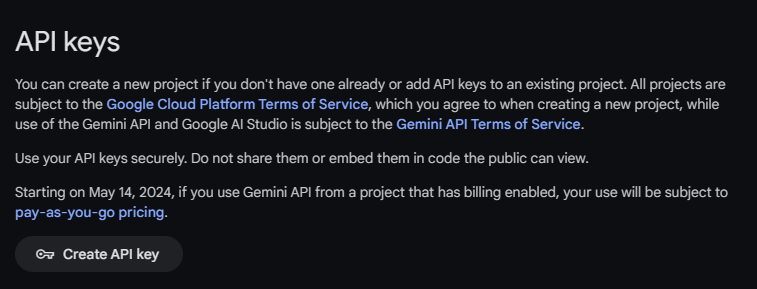 API keys
You can create a new project if you don't have one already or add API keys to an existing project. All projects are
subject to the Google Cloud Platform Terms of Service, which you agree to when creating a new project, while
use of the Gemini API and Google AI Studio is subject to the Gemini API Terms of Service.
Use your API keys securely. Do not share them or embed them in code the public can view.
Starting on May 14, 2024, if you use Gemini API from a project that has billing enabled, your use will be subject to
pay-as-you-go pricing.
Create API key